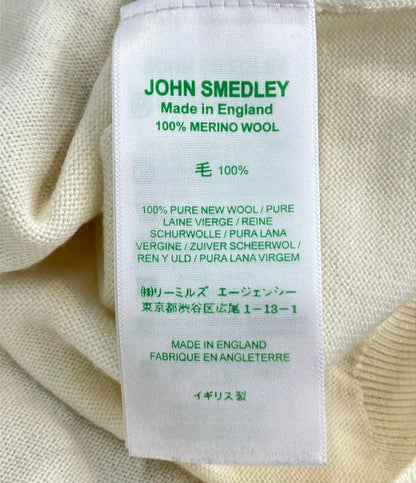 JOHN SMEDLEY
Made in England
100% MERINO WOOL
毛 100%
100% PURE NEW WOOL / PURE
LAINE VIERGE / REINE
SCHURWOLLE / PURA LANA
VERGINE / ZUIVER SCHEERWOL /
REN Y ULD / PURA LANA VIRGEM
㈱リーミルズ エージェンシー
東京都渋谷区広尾 1-13-1
MADE IN ENGLAND
FABRIQUE EN ANGLETERRE
イギリス製